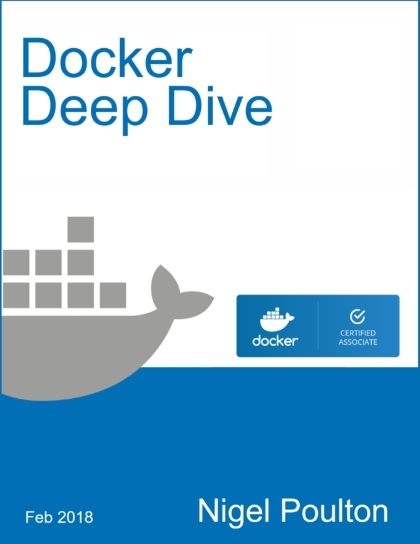 Docker
Deep Dive
docker
CERTIFIED
ASSOCIATE
Feb 2018
Nigel Poulton